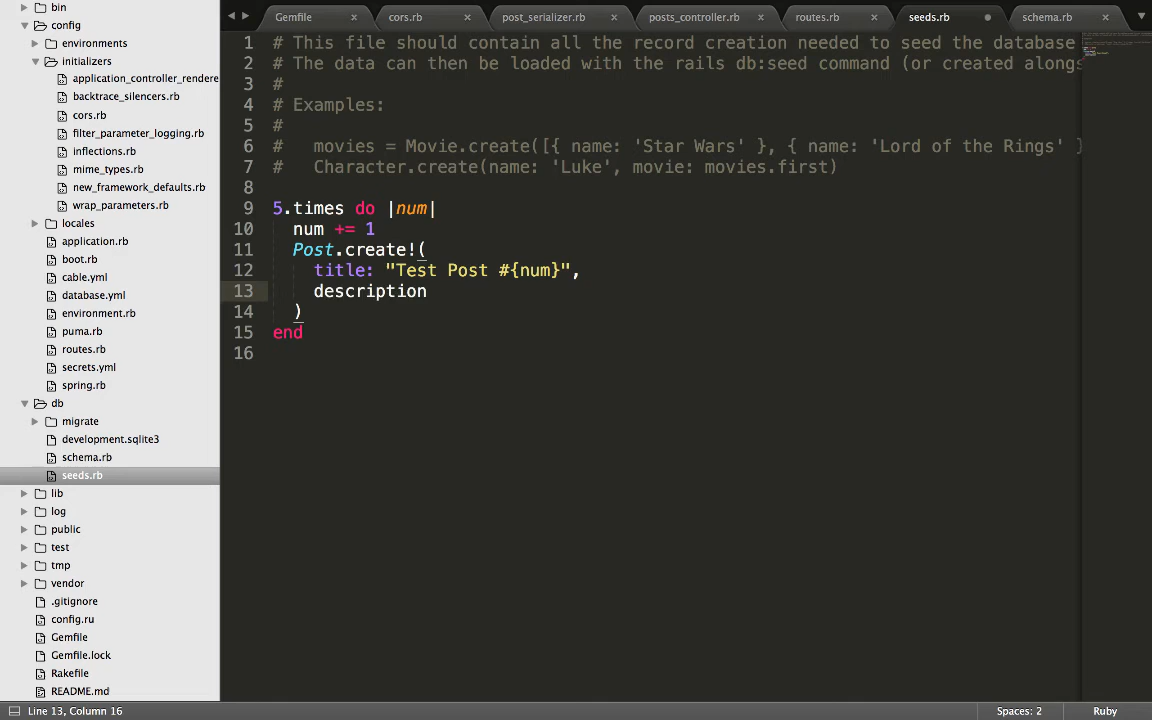 bin
config
environments
initializers
application_controller_rendere
backtrace_silencers.rb
cors.rb
filter_parameter_logging.rb
inflections.rb
mime_types.rb
new_framework_defaults.rb
wrap_parameters.rb
locales
application.rb
boot.rb
cable.yml
database.yml
environment.rb
puma.rb
routes.rb
secrets.yml
spring.rb
db
migrate
development.sqlite3
schema.rb
seeds.rb
lib
log
public
test
tmp
vendor
.gitignore
config.ru
Gemfile
Gemfile.lock
Rakefile
README.md
Gemfile × cors.rb × post_serializer.rb × posts_controller.rb × routes.rb × seeds.rb schema.rb ×
1 # This file should contain all the record creation needed to seed the database
2 # The data can then be loaded with the rails db:seed command (or created alongs
3 #
4 # Examples:
5 #
6 #   movies = Movie.create([{ name: 'Star Wars' }, { name: 'Lord of the Rings' }
7 #   Character.create(name: 'Luke', movie: movies.first)
8
9 5.times do |num|
10   num += 1
11   Post.create!(
12     title: "Test Post #{num}",
13     description
14   )
15 end
16
Line 13, Column 16 Spaces: 2 Ruby